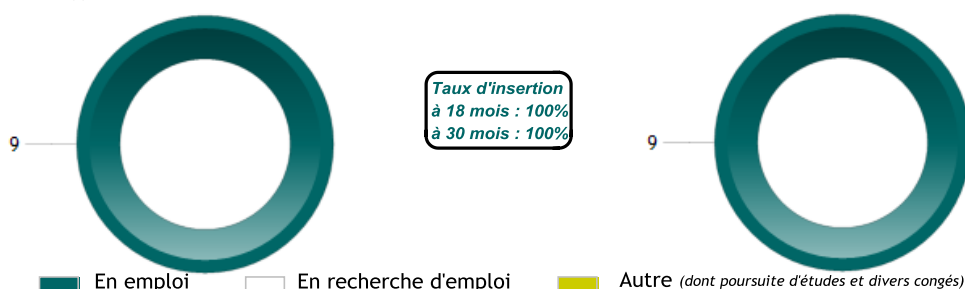 9
Taux d'insertion
à 18 mois : 100%
à 30 mois : 100%
9
En emploi
En recherche d'emploi
Autre (dont poursuite d'études et divers congés)